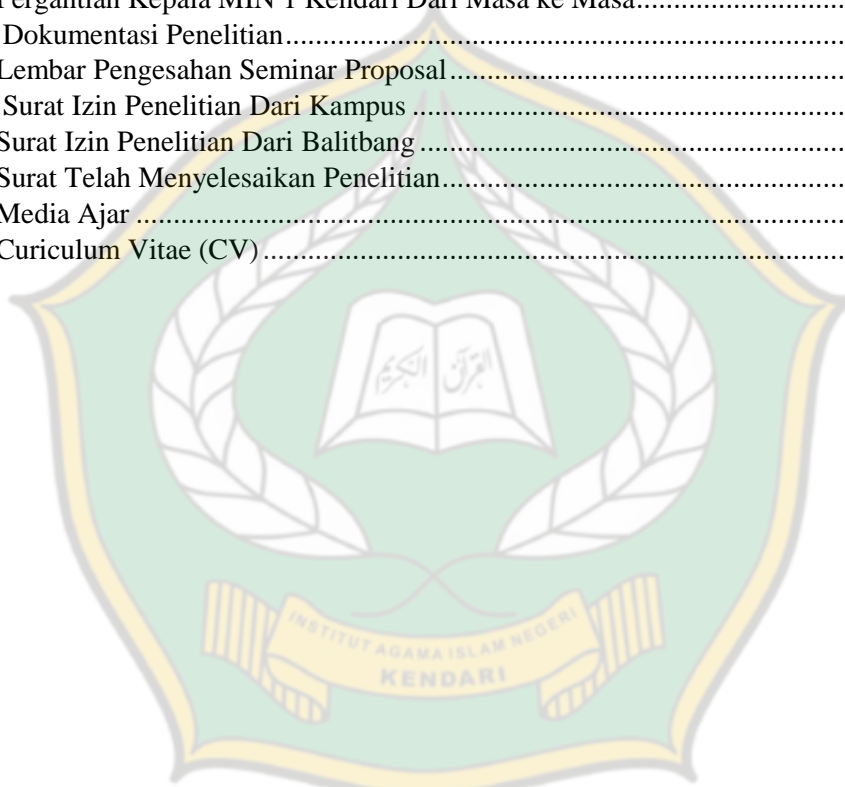 Pergantian Kepala MIN 1 Kendari Dari Masa ke Masa..............................
Dokumentasi Penelitian...........................................................................
Lembar Pengesahan Seminar Proposal.....................................................
Surat Izin Penelitian Dari Kampus ..........................................................
Surat Izin Penelitian Dari Balitbang .........................................................
Surat Telah Menyelesaikan Penelitian......................................................
Media Ajar ...............................................................................................
Curiculum Vitae (CV)..............................................................................
القرآن الكريم
INSTITUT AGAMA ISLAM NEGERI
KENDARI